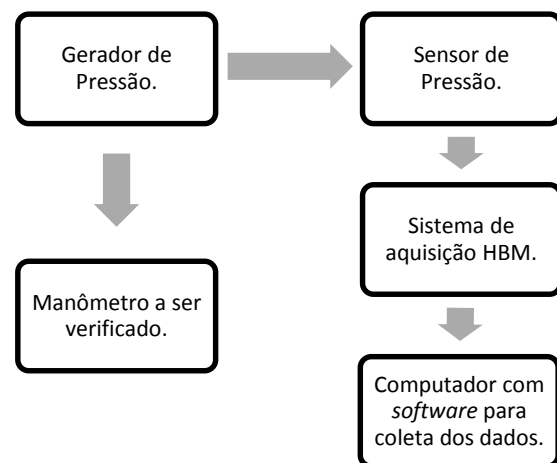 Gerador de
Pressão.
Sensor de
Pressão.
Sistema de
aquisição HBM.
Manômetro a ser
verificado.
Computador com
software para
coleta dos dados.